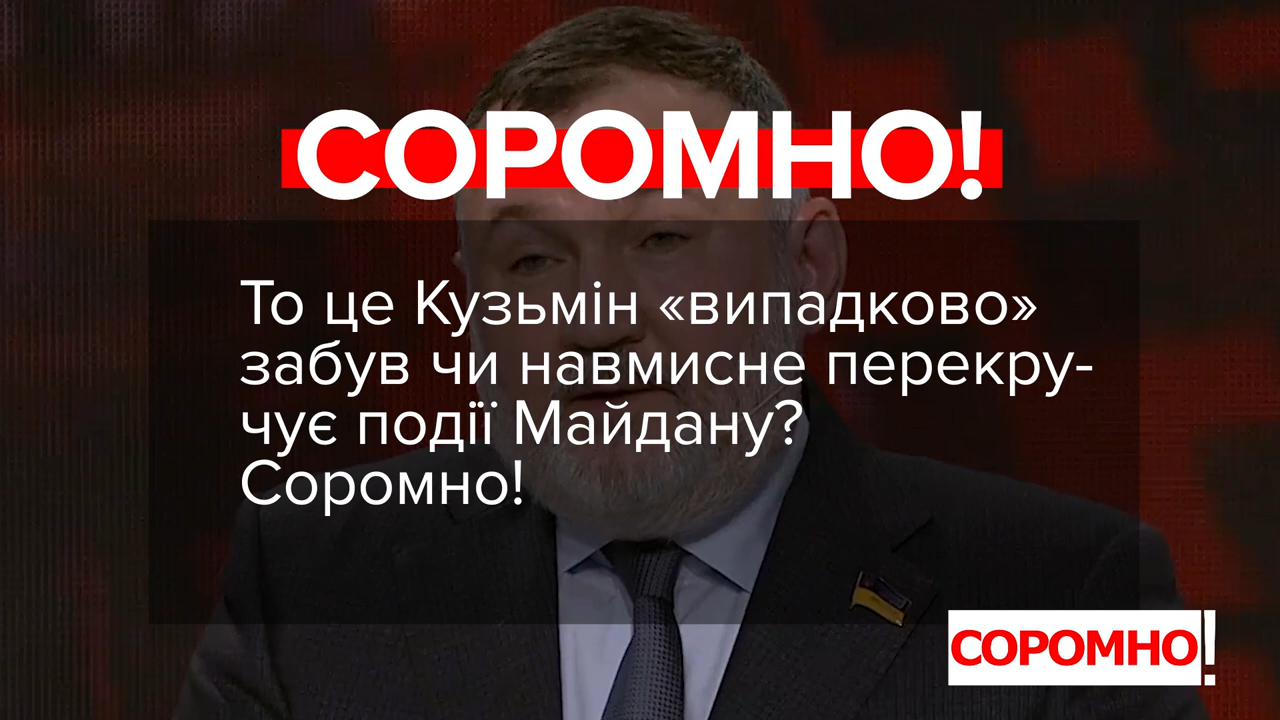 СОРОМНО!
То це Кузьмін «випадково»
забув чи навмисне перекру-
чує події Майдану?
Соромно!
СОРОМНО!